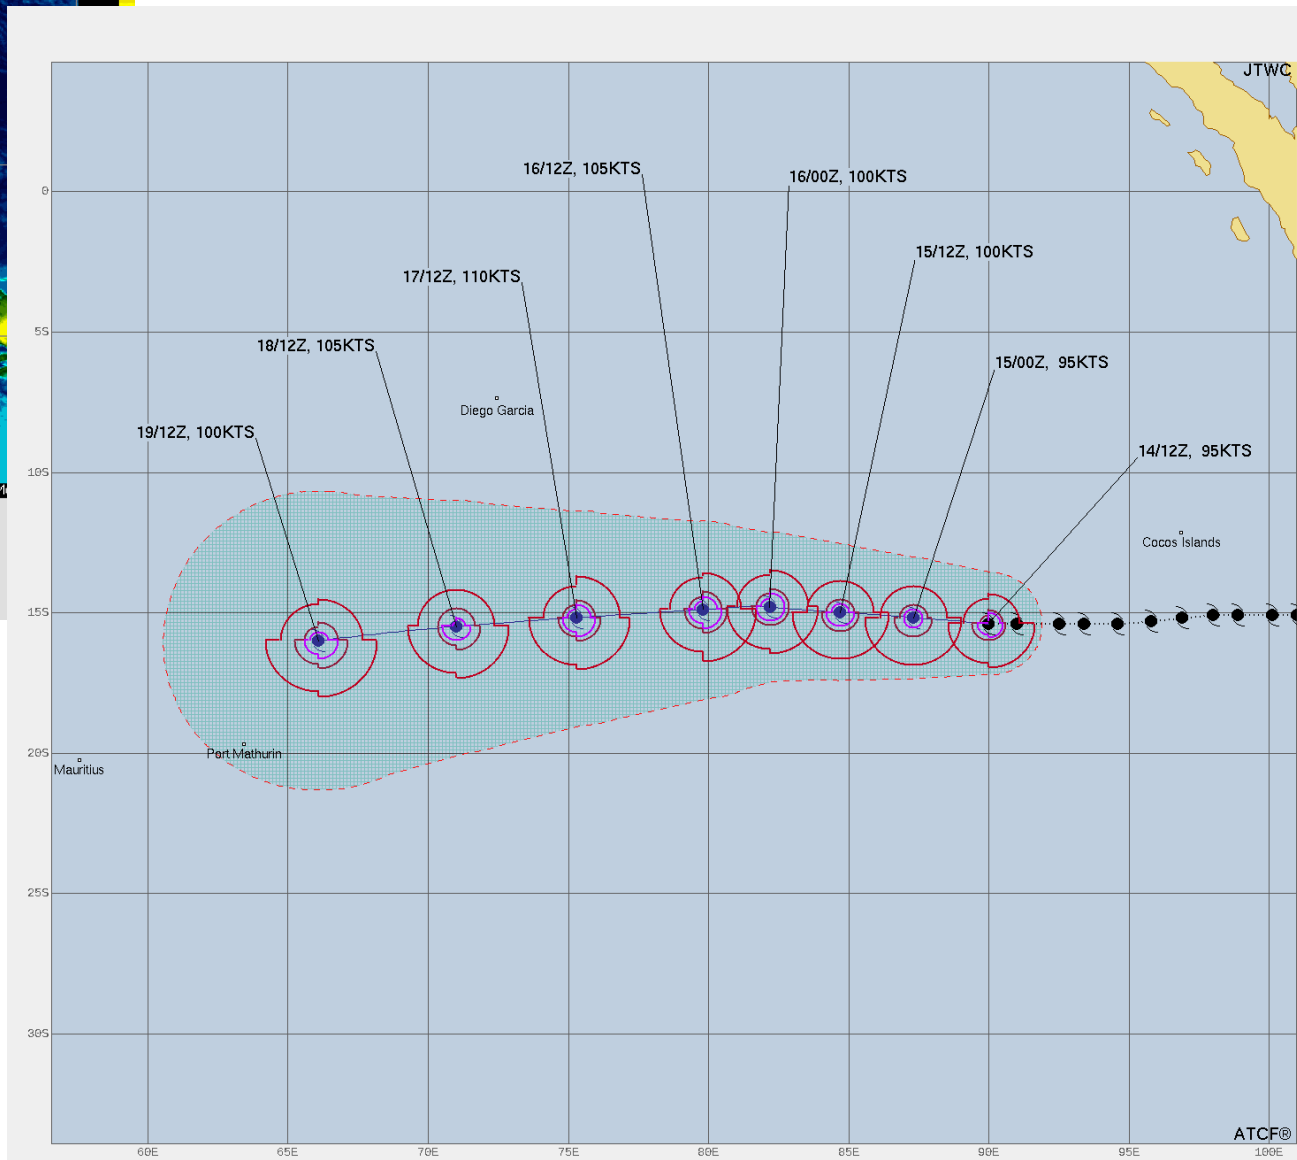 JTWC
16/12Z, 105KTS
16/00Z, 100KTS
0
15/12Z, 100KTS
17/12Z, 110KTS
5S
18/12Z, 105KTS
15/00Z, 95KTS
Diego Garcia
19/12Z, 100KTS
14/12Z, 95KTS
10S
Cocos Islands
15S
20S
Port Mathurin
Mauritius
25S
30S
ATCF®
60E 65E 70E 75E 80E 85E 90E 95E 100E